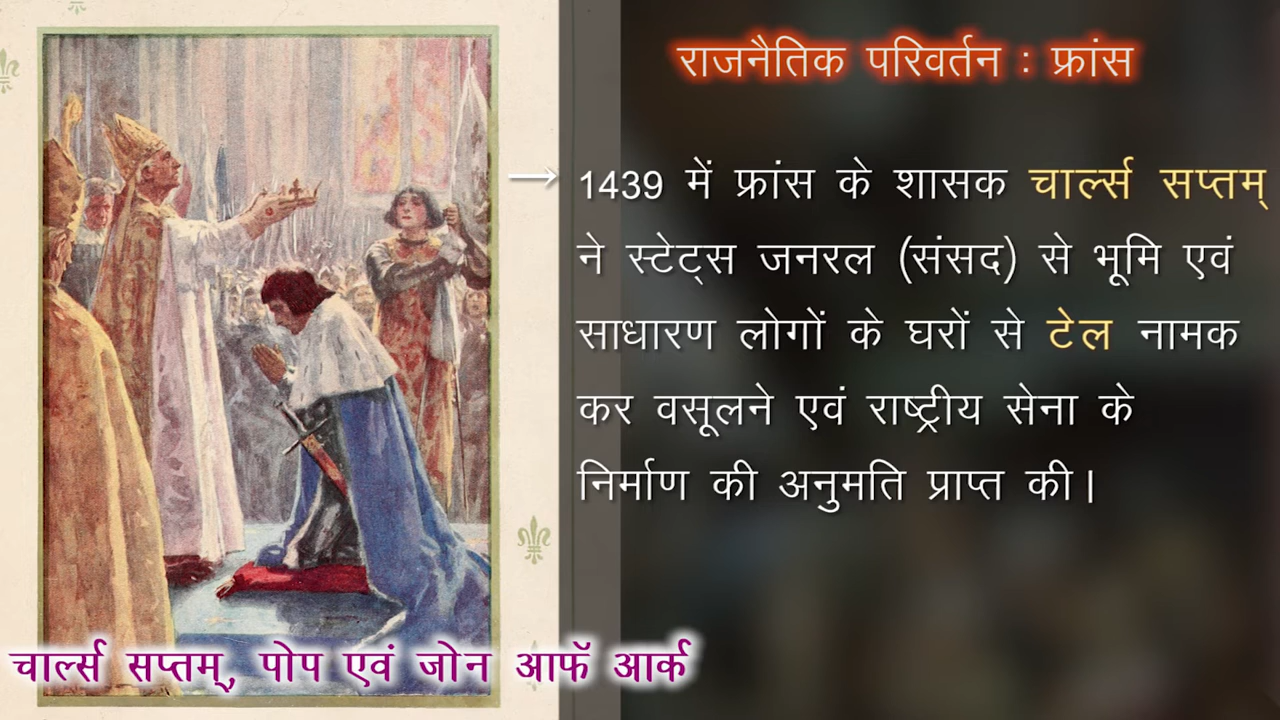 राजनैतिक परिवर्तन : फ्रांस
→ 1439 में फ्रांस के शासक चार्ल्स सप्तम्
ने स्टेट्स जनरल (संसद) से भूमि एवं
साधारण लोगों के घरों से टेल नामक
कर वसूलने एवं राष्ट्रीय सेना के
निर्माण की अनुमति प्राप्त की।
चार्ल्स सप्तम्, पोप एवं जोन आफॅ आर्क